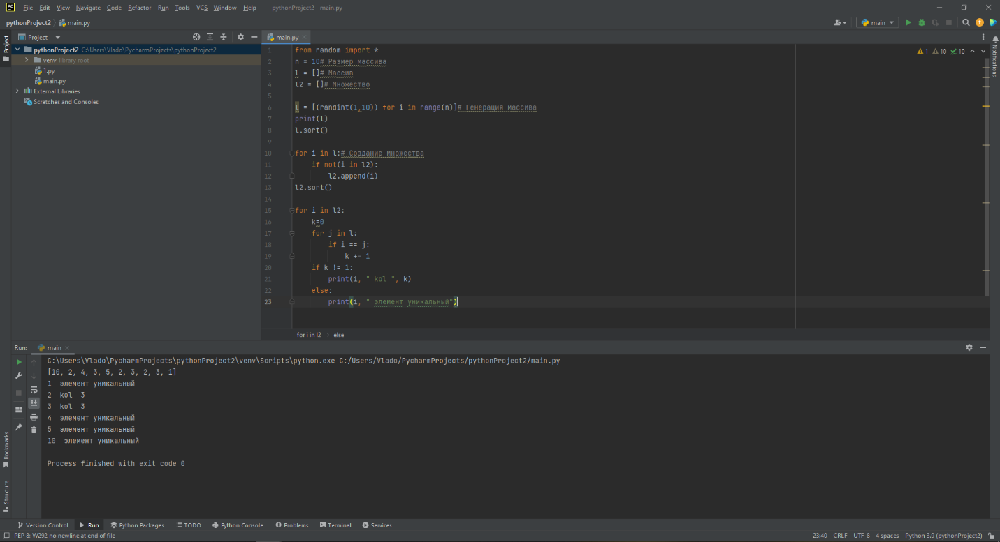 PC File Edit View Navigate Code Refactor Run Tools VCS Window Help pythonProject2 - main.py
pythonProject2 main.py main
Project Project main.py
pythonProject2 C:\Users\Vlado\PycharmProjects\pythonProject2
venv library root
1.py
main.py
External Libraries
Scratches and Consoles
1 10 10
Notifications
1 from random import *
2 n = 10# Размер массива
3 l = []# Массив
4 l2 = []# Множество
5
6 l = [(randint(1,10)) for i in range(n)]# Генерация массива
7 print(l)
8 l.sort()
9
10 for i in l:# Создание множества
11 if not(i in l2):
12 l2.append(i)
13 l2.sort()
14
15 for i in l2:
16 k=0
17 for j in l:
18 if i == j:
19 k += 1
20 if k != 1:
21 print(i, " kol ", k)
22 else:
23 print(i, " элемент уникальный")
for i in l2 else
Run: main
C:\Users\Vlado\PycharmProjects\pythonProject2\venv\Scripts\python.exe C:/Users/Vlado/PycharmProjects/pythonProject2/main.py
[10, 2, 4, 3, 5, 2, 3, 2, 3, 1]
1  элемент уникальный
2  kol  3
3  kol  3
4  элемент уникальный
5  элемент уникальный
10  элемент уникальный
Process finished with exit code 0
Bookmarks
Structure
Version Control Run Python Packages TODO Python Console Problems Terminal Services
PEP 8: W292 no newline at end of file 23:40 CRLF UTF-8 4 spaces Python 3.9 (pythonProject2)